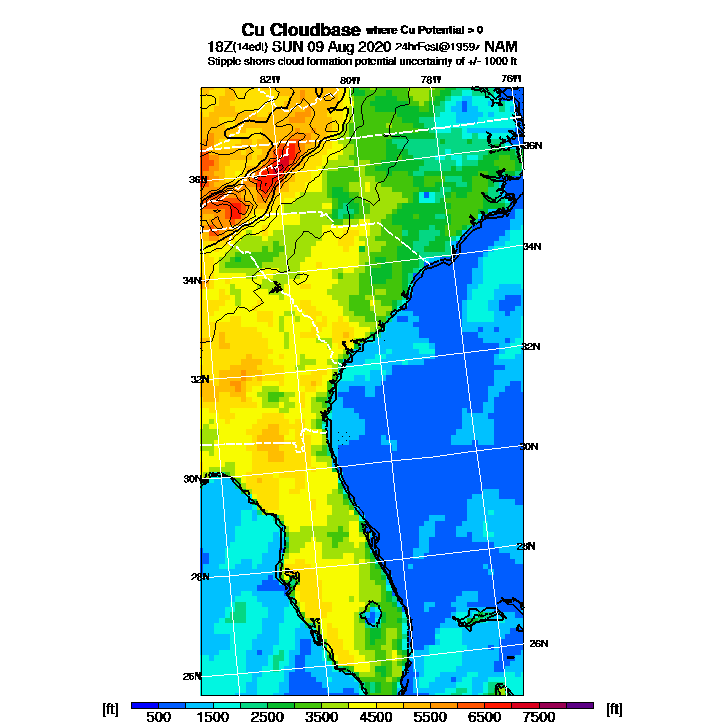 Cu Cloudbase where Cu Potential > 0
18Z(14edt) SUN 09 Aug 2020 24hrFcst@1959z NAM
Stipple shows cloud formation potential uncertainty of +/- 1000 ft
82W 80W 78W 76W
36N
36N
34N
34N
32N
32N
30N
30N
28N
28N
26N
26N
[ft] [ft]
500 1500 2500 3500 4500 5500 6500 7500